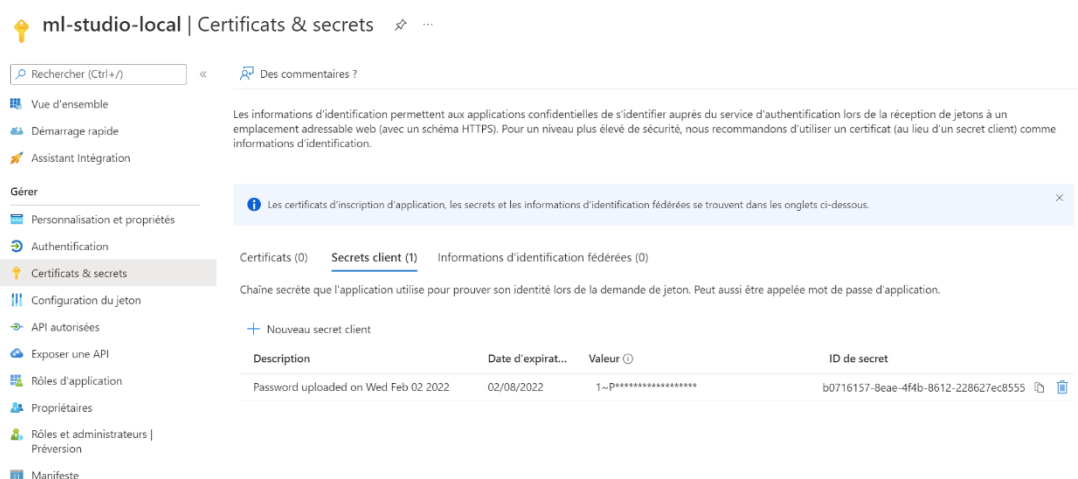 ml-studio-local | Certificats & secrets
Rechercher (Ctrl+/)
«
Vue d'ensemble
Démarrage rapide
Assistant Intégration
Gérer
Personnalisation et propriétés
Authentification
Certificats & secrets
Configuration du jeton
API autorisées
Exposer une API
Rôles d'application
Propriétaires
Rôles et administrateurs |
Préversion
Manifeste
Des commentaires ?
Les informations d'identification permettent aux applications confidentielles de s'identifier auprès du service d'authentification lors de la réception de jetons à un
emplacement adressable web (avec un schéma HTTPS). Pour un niveau plus élevé de sécurité, nous recommandons d'utiliser un certificat (au lieu d'un secret client) comme
informations d'identification.
Les certificats d'inscription d'application, les secrets et les informations d'identification fédérées se trouvent dans les onglets ci-dessous.
Certificats (0) Secrets client (1) Informations d'identification fédérées (0)
Chaîne secrète que l'application utilise pour prouver son identité lors de la demande de jeton. Peut aussi être appelée mot de passe d'application.
Nouveau secret client
Description Date d'expirat... Valeur ID de secret
Password uploaded on Wed Feb 02 2022 02/08/2022 1~P****************** b0716157-8eae-4f4b-8612-228627ec8555